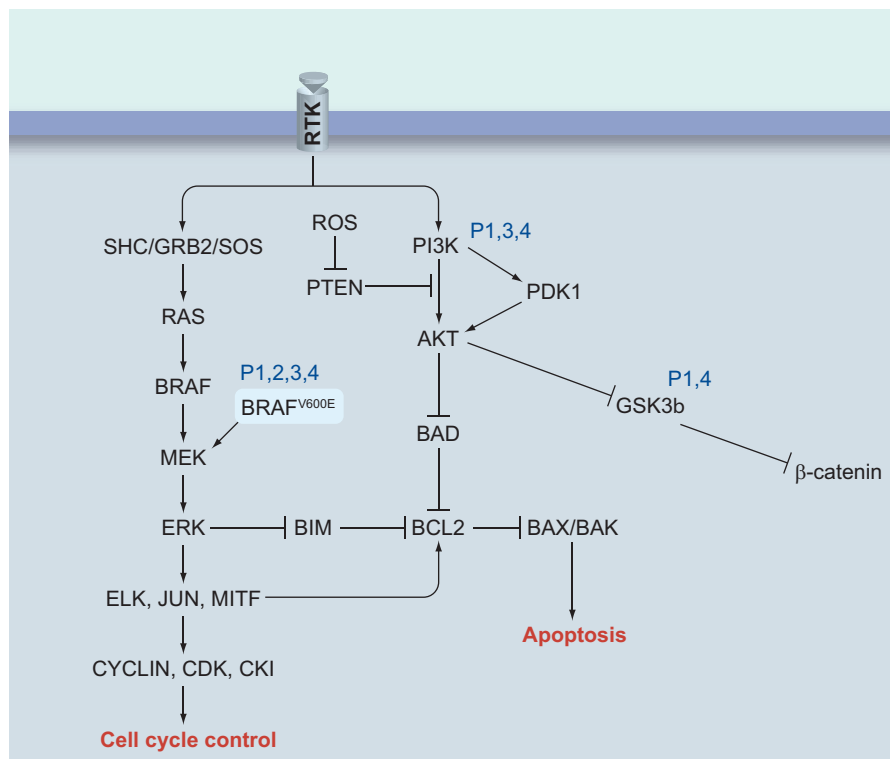 RTK
ROS
P1,3,4
SHC/GRB2/SOS
PI3K
PTEN
PDK1
RAS
AKT
P1,2,3,4
P1,4
BRAF
BRAFV600E
GSK3b
BAD
MEK
β-catenin
ERK
BIM
BCL2
BAX/BAK
ELK, JUN, MITF
Apoptosis
CYCLIN, CDK, CKI
Cell cycle control